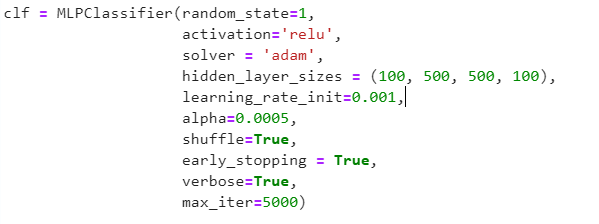 clf = MLPClassifier(random_state=1,
activation='relu',
solver = 'adam',
hidden_layer_sizes = (100, 500, 500, 100),
learning_rate_init=0.001,
alpha=0.0005,
shuffle=True,
early_stopping = True,
verbose=True,
max_iter=5000)